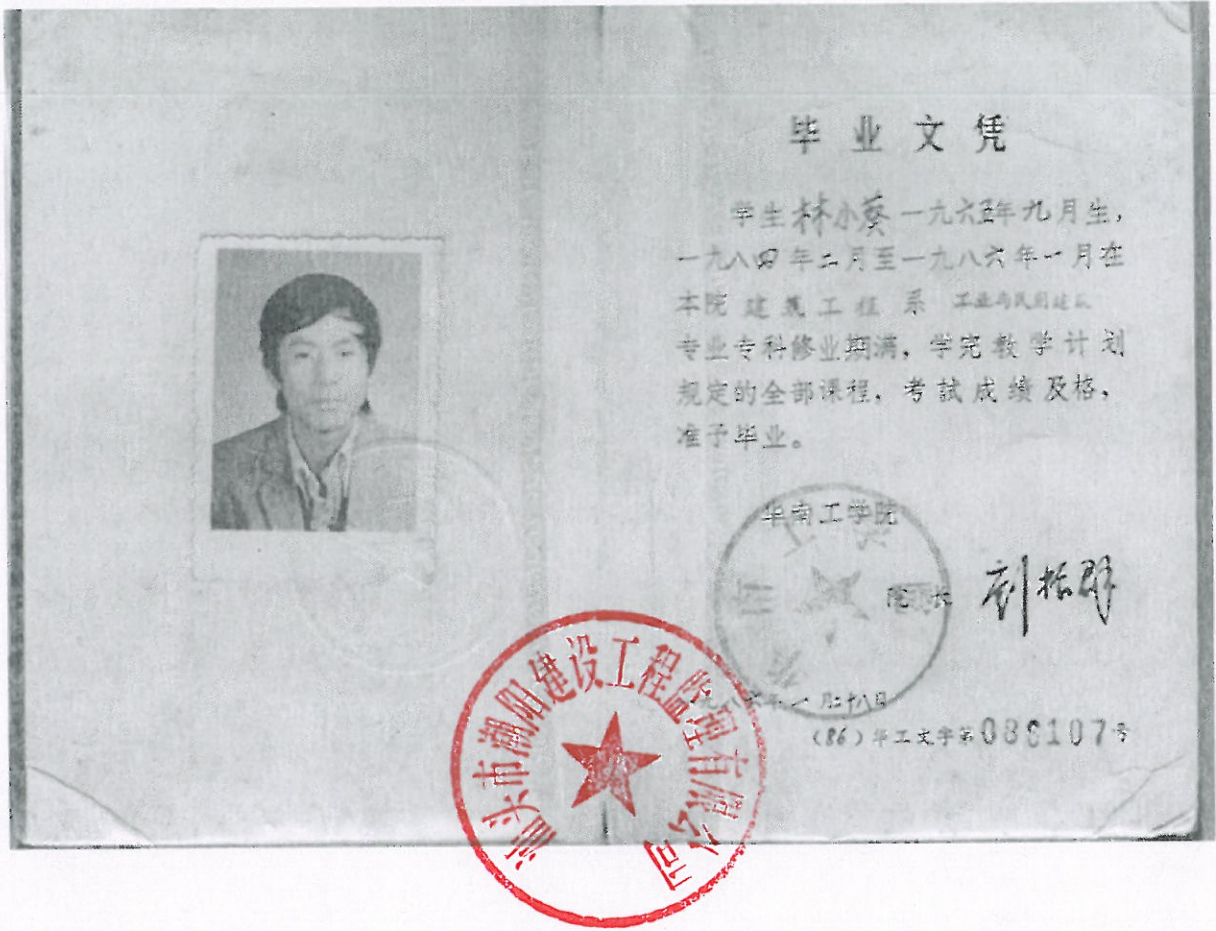 毕业文凭
学生林小葵一九六五年九月生，
一九八四年二月至一九八六年一月在
本院建筑工程系 工业与民用建筑
专业专科修业期满，学完教学计划
规定的全部课程，考試成绩及格，
准予毕业。
华南工学院
院长 刘振群
一九八六年一月二十八日
(86)华工文字第086107号
汕头市潮阳建设工程监理有限公司